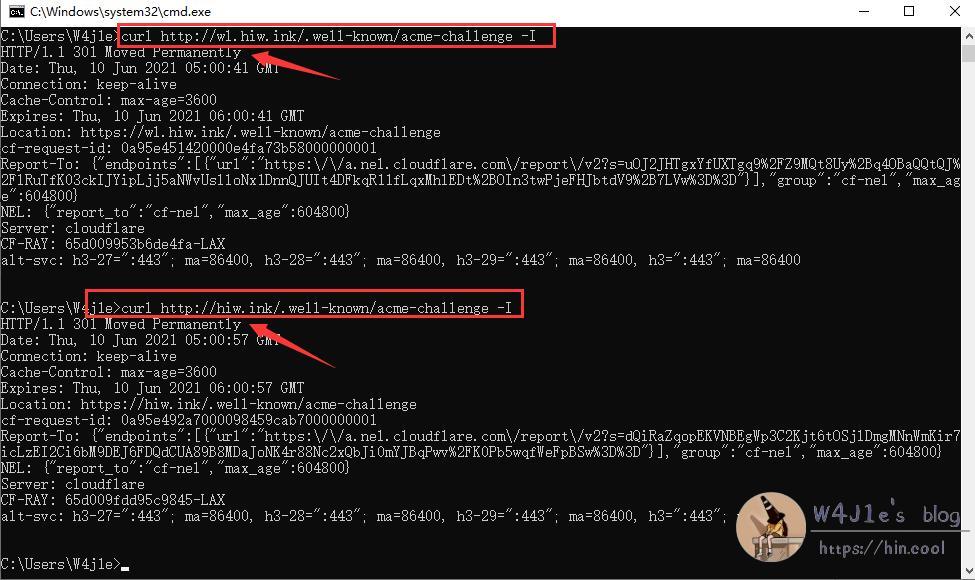 C:\Windows\system32\cmd.exe
C:\Users\W4j1e>curl http://wl.hiw.ink/.well-known/acme-challenge -I
HTTP/1.1 301 Moved Permanently
Date: Thu, 10 Jun 2021 05:00:41 GMT
Connection: keep-alive
Cache-Control: max-age=3600
Expires: Thu, 10 Jun 2021 06:00:41 GMT
Location: https://wl.hiw.ink/.well-known/acme-challenge
cf-request-id: 0a95e451420000e4fa73b58000000001
Report-To: {"endpoints":[{"url":"https:\/\/a.nel.cloudflare.com\/report\/v2?s=uOJ2JHTgxYfUXTgq9%2FZ9MQt8Uy%2Bq4OBaQQtQJ%
2F1RuTfK03ckIJYipLjj5aNWvUsl1oNx1DnnQJUIt4DFkqR11fLqxMh1EDt%2BOIn3twPjeFHJbtdV9%2B7LVw%3D%3D"}],"group":"cf-nel","max_ag
e":604800}
NEL: {"report_to":"cf-nel","max_age":604800}
Server: cloudflare
CF-RAY: 65d009953b6de4fa-LAX
alt-svc: h3-27=":443"; ma=86400, h3-28=":443"; ma=86400, h3-29=":443"; ma=86400, h3=":443"; ma=86400
C:\Users\W4j1e>curl http://hiw.ink/.well-known/acme-challenge -I
HTTP/1.1 301 Moved Permanently
Date: Thu, 10 Jun 2021 05:00:57 GMT
Connection: keep-alive
Cache-Control: max-age=3600
Expires: Thu, 10 Jun 2021 06:00:57 GMT
Location: https://hiw.ink/.well-known/acme-challenge
cf-request-id: 0a95e492a7000098459cab7000000001
Report-To: {"endpoints":[{"url":"https:\/\/a.nel.cloudflare.com\/report\/v2?s=dQiRaZqopEKVNBEgWp3C2Kjt6tOSj1DmgMNnWmKir7
icLzEI2Ci6bM9DEJ6FDQdCUA89B8MDaJoNK4r88Nc2xQbJi0mYJBqPwv%2FK0Pb5wqfWeFpBSw%3D%3D"}],"group":"cf-nel","max_age":604800}
NEL: {"report_to":"cf-nel","max_age":604800}
Server: cloudflare
CF-RAY: 65d009fdd95c9845-LAX
alt-svc: h3-27=":443"; ma=86400, h3-28=":443"; ma=86400, h3-29=":443"; ma=86400, h3=":443";
W4J1e's blog
https://hin.cool
C:\Users\W4j1e>